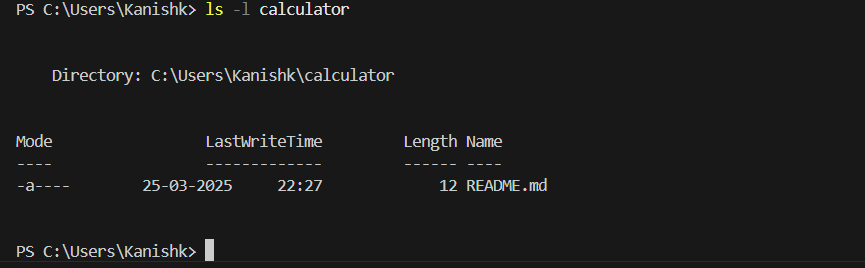 PS C:\Users\Kanishk> ls -l calculator
Directory: C:\Users\Kanishk\calculator
Mode LastWriteTime Length Name
---- ------------- ------ ----
-a---- 25-03-2025 22:27 12 README.md
PS C:\Users\Kanishk>